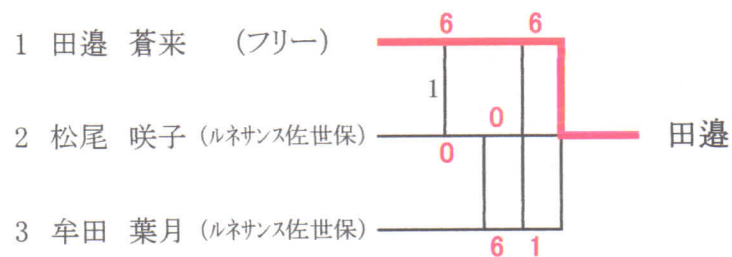 6 6
1 田邉 蒼来 (フリー)
1
0
2 松尾 咲子 (ルネサンス佐世保) 田邉
0
3 牟田 葉月 (ルネサンス佐世保)
6 1